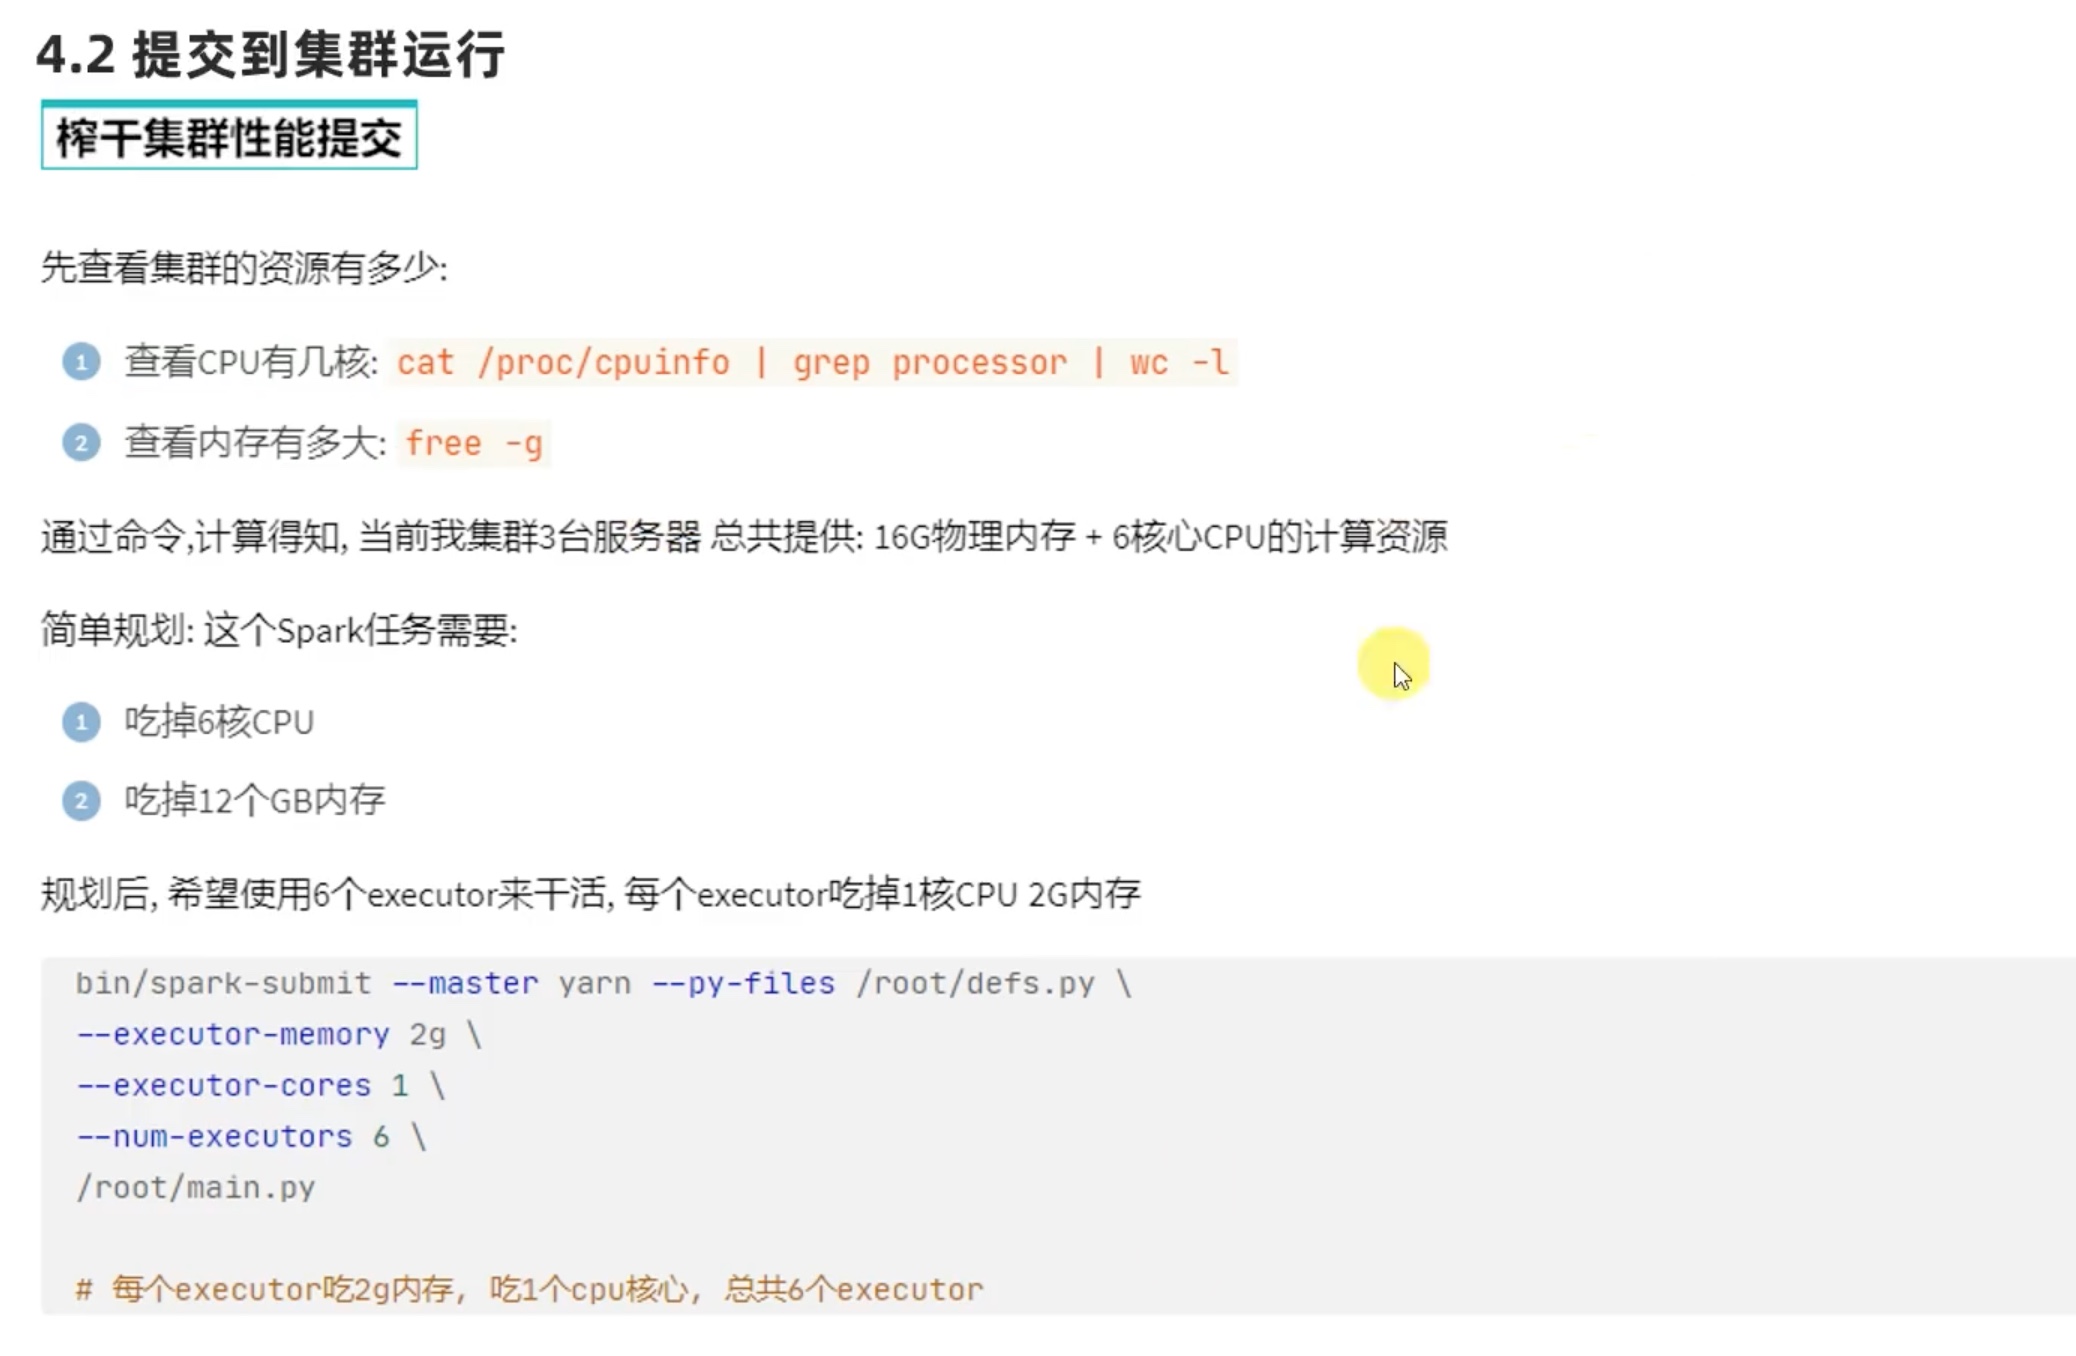 4.2 提交到集群运行
榨干集群性能提交
先查看集群的资源有多少:
1 查看CPU有几核: cat /proc/cpuinfo | grep processor | wc -l
2 查看内存有多大: free -g
通过命令,计算得知, 当前我集群3台服务器 总共提供: 16G物理内存 + 6核心CPU的计算资源
简单规划: 这个Spark任务需要:
1 吃掉6核CPU
2 吃掉12个GB内存
规划后, 希望使用6个executor来干活, 每个executor吃掉1核CPU 2G内存
bin/spark-submit --master yarn --py-files /root/defs.py \
--executor-memory 2g \
--executor-cores 1 \
--num-executors 6 \
/root/main.py
# 每个executor吃2g内存, 吃1个cpu核心, 总共6个executor